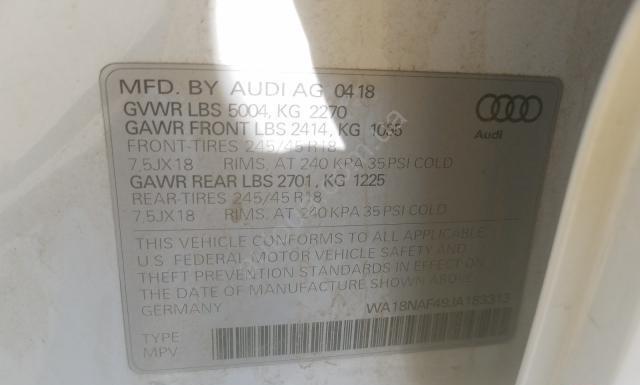 MFD. BY AUDI AG 04 18
GVWR LBS 5004, KG 2270
GAWR FRONT LBS 2414, KG 1095
FRONT-TIRES 245/45 R18
7,5JX18 RIMS, AT 240 KPA 35 PSI COLD
GAWR REAR LBS 2701, KG 1225
REAR-TIRES 245/45 R18
7,5JX18 RIMS, AT 240 KPA 35 PSI COLD
THIS VEHICLE CONFORMS TO ALL APPLICABLE
U. S. FEDERAL MOTOR VEHICLE SAFETY AND
THEFT PREVENTION STANDARDS IN EFFECT ON
THE DATE OF MANUFACTURE SHOWN ABOVE.
GERMANY
WA18NAF49JA183313
TYPE
MPV
Audi